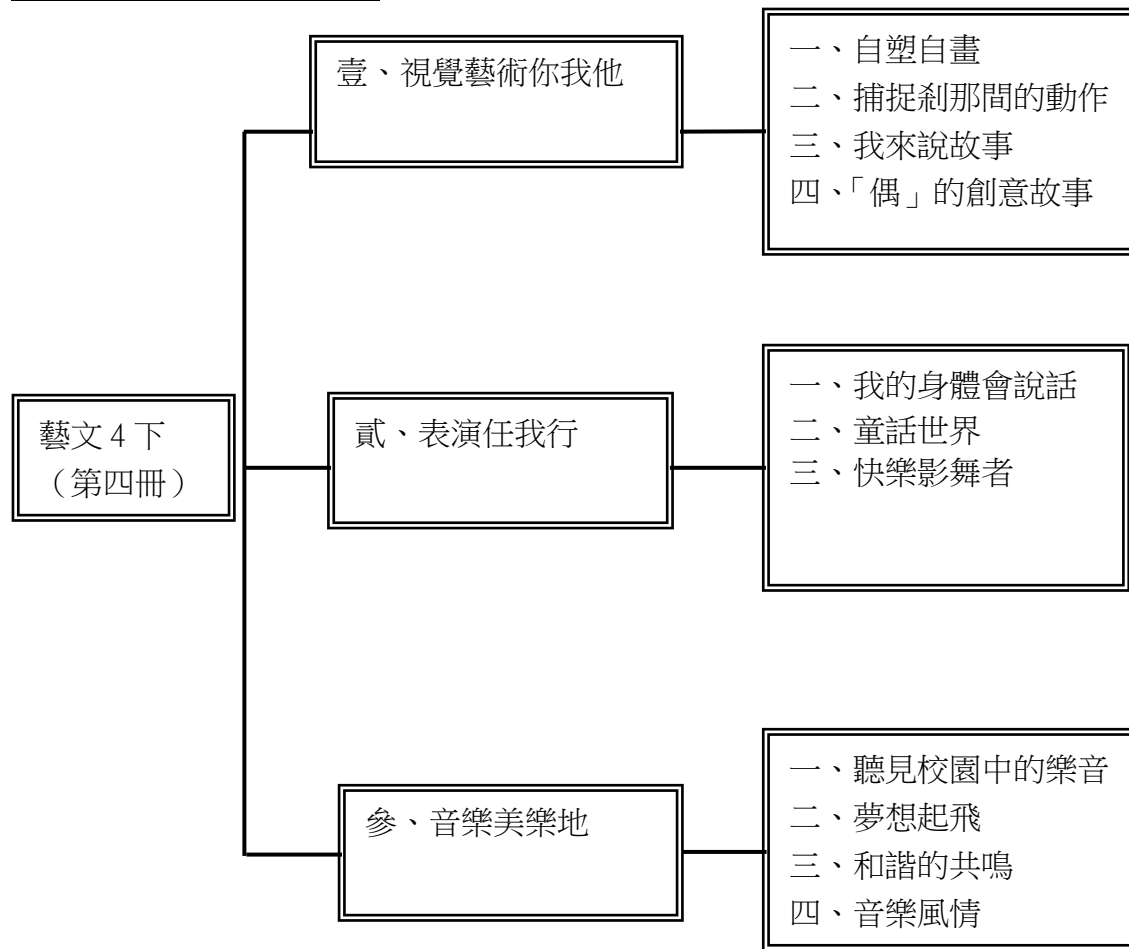 壹、視覺藝術你我他
一、自塑自畫
二、捕捉剎那間的動作
三、我來說故事
四、「偶」的創意故事
藝文 4 下
（第四冊）
貳、表演任我行
一、我的身體會說話
二、童話世界
三、快樂影舞者
參、音樂美樂地
一、聽見校園中的樂音
二、夢想起飛
三、和諧的共鳴
四、音樂風情